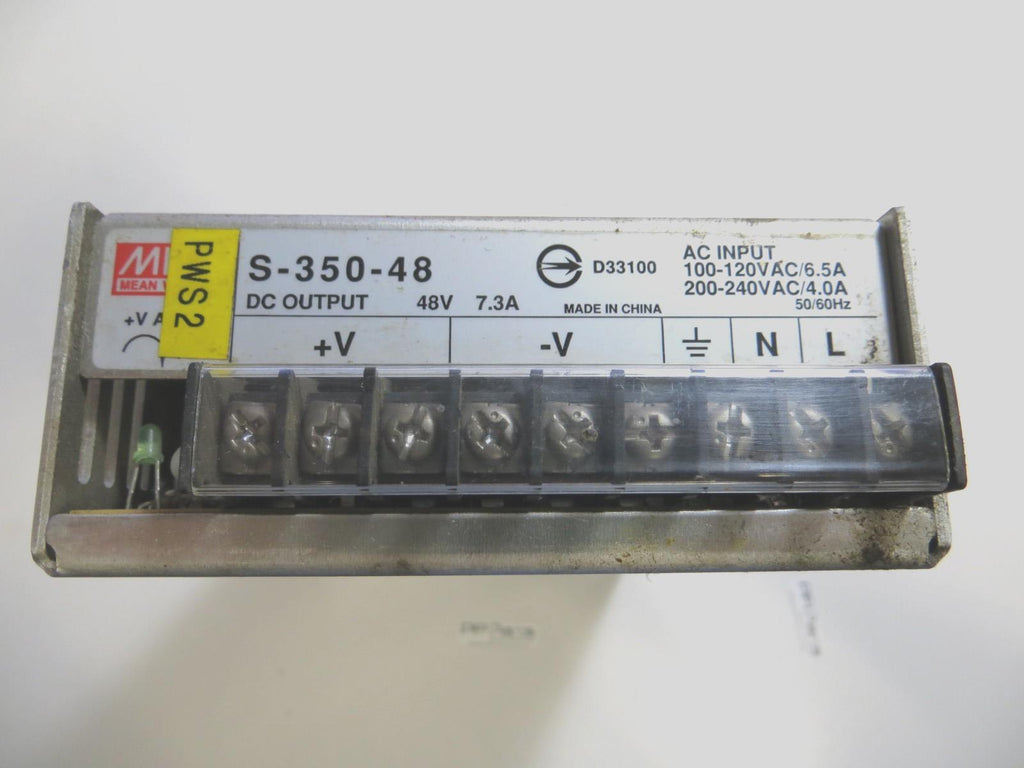 MEAN
+V A
PWS2
S-350-48
DC OUTPUT 48V 7.3A
D33100
MADE IN CHINA
AC INPUT
100-120VAC/6.5A
200-240VAC/4.0A
50/60Hz
+V -V N L